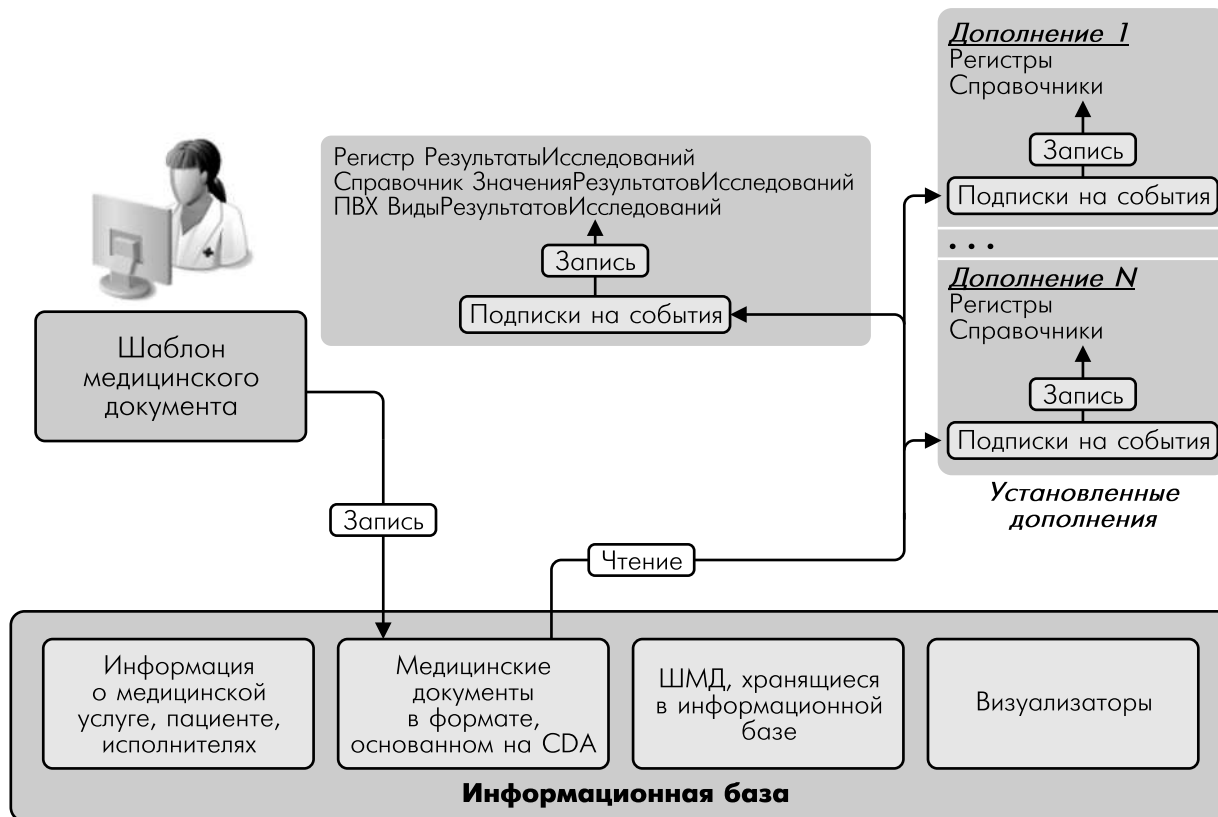 Дополнение 1
Регистры
Справочники
Запись
Подписки на события
. . .
Дополнение N
Регистры
Справочники
Запись
Подписки на события
Установленные
дополнения
Регистр РезультатыИсследований
Справочник ЗначенияРезультатовИсследований
ПВХ ВидыРезультатовИсследований
Запись
Подписки на события
Шаблон
медицинского
документа
Запись
Чтение
Информация
о медицинской
услуге, пациенте,
исполнителях
Медицинские
документы
в формате,
основанном на CDA
ШМД, хранящиеся
в информационной
базе
Визуализаторы
Информационная база